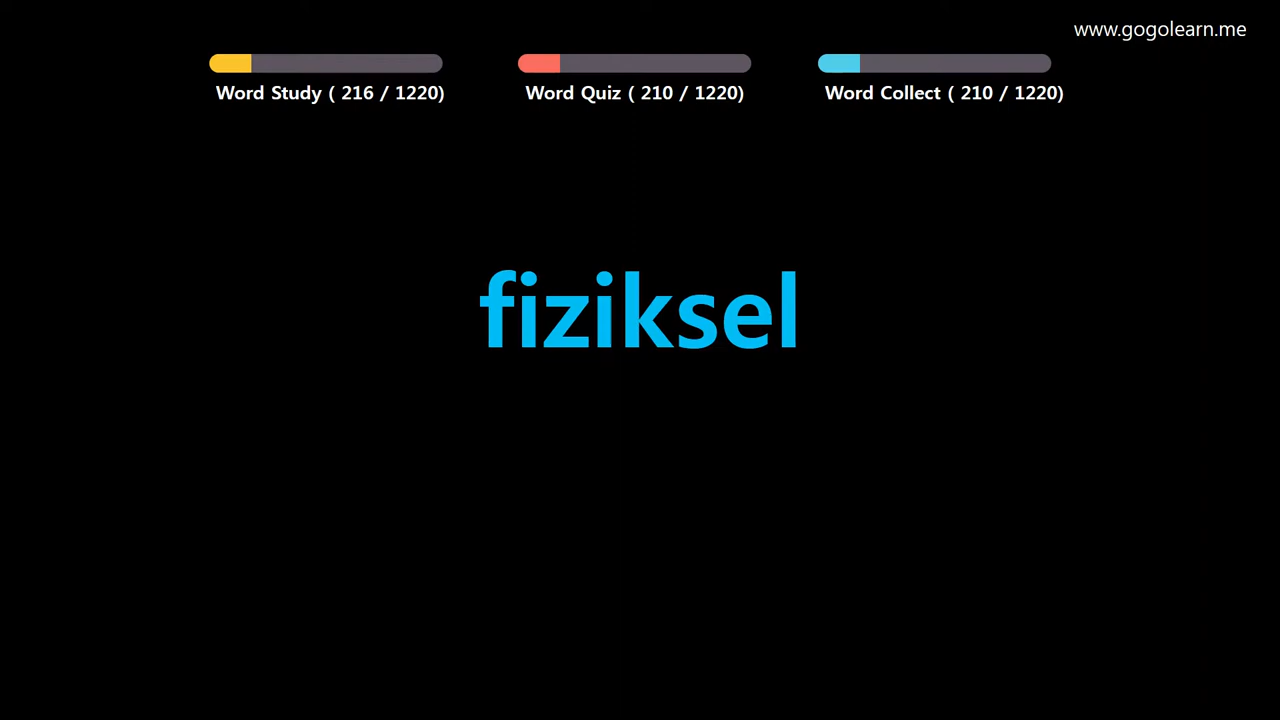 www.gogolearn.me
Word Study ( 216 / 1220)
Word Quiz ( 210 / 1220)
Word Collect ( 210 / 1220)
fiziksel